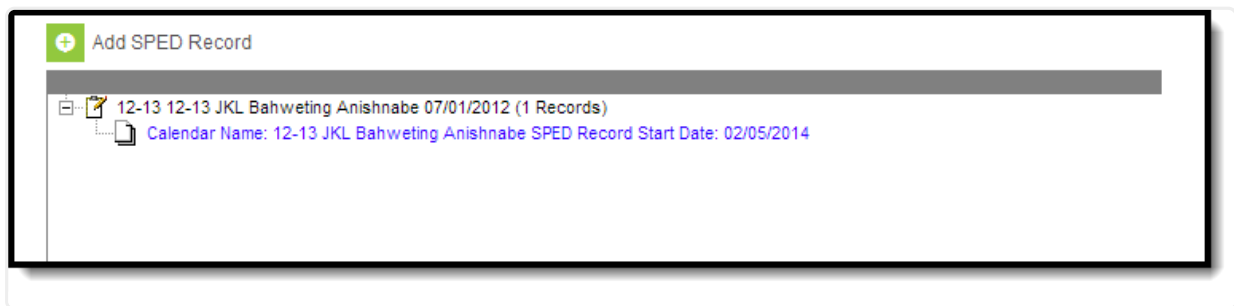 Add SPED Record
12-13 12-13 JKL Bahweting Anishnabe 07/01/2012 (1 Records)
Calendar Name: 12-13 JKL Bahweting Anishnabe SPED Record Start Date: 02/05/2014